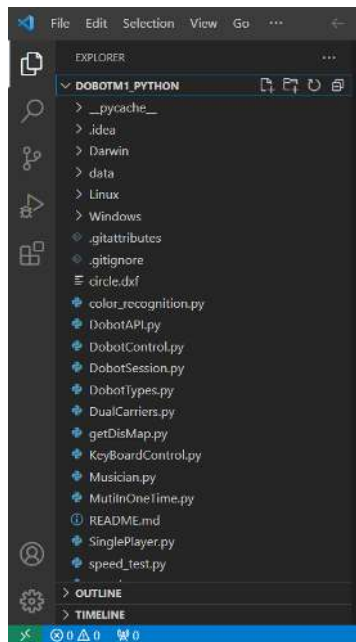 File Edit Selection View Go ...
EXPLORER ...
DOBOTM1_PYTHON
__pycache__
.idea
Darwin
data
Linux
Windows
.gitattributes
.gitignore
circle.dxf
color_recognition.py
DobotAPI.py
DobotControl.py
DobotSession.py
DobotTypes.py
DualCarriers.py
getDisMap.py
KeyBoardControl.py
Musician.py
MutilnOneTime.py
README.md
SinglePlayer.py
speed_test.py
OUTLINE
TIMELINE
0 0 0